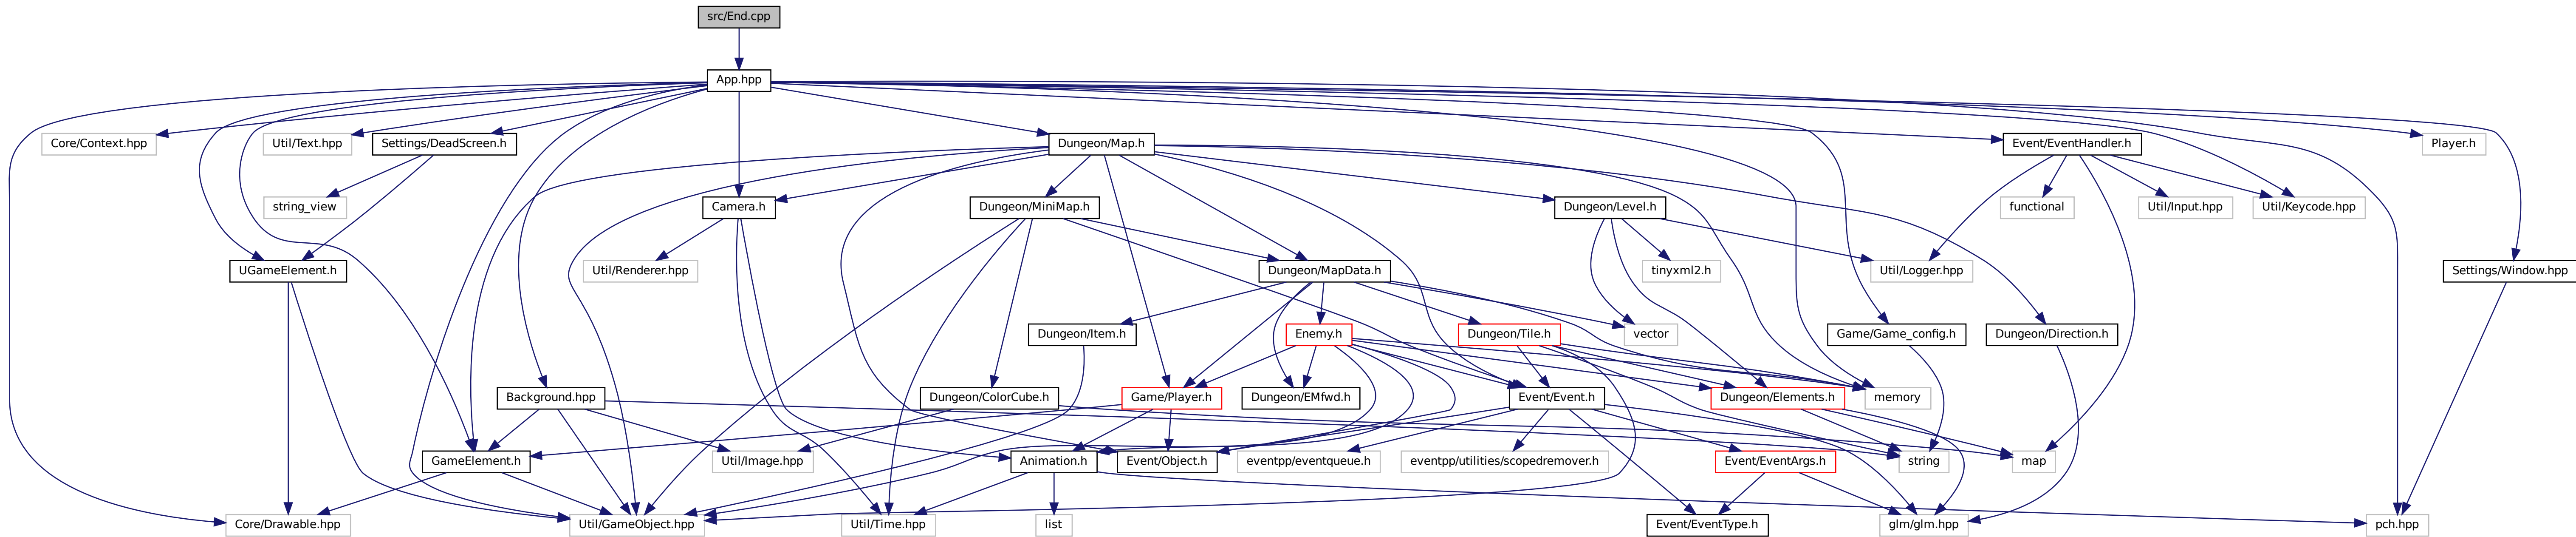 src/End.cpp
App.hpp
Core/Context.hpp
Util/Text.hpp
Settings/DeadScreen.h
Dungeon/Map.h
Event/EventHandler.h
Player.h
string_view
Camera.h
Dungeon/MiniMap.h
Dungeon/Level.h
functional
Util/Input.hpp
Util/Keycode.hpp
UGameElement.h
Util/Renderer.hpp
Dungeon/MapData.h
tinyxml2.h
Util/Logger.hpp
Settings/Window.hpp
Dungeon/Item.h
Enemy.h
Dungeon/Tile.h
vector
Game/Game_config.h
Dungeon/Direction.h
Background.hpp
Dungeon/ColorCube.h
Game/Player.h
Dungeon/EMfwd.h
Event/Event.h
Dungeon/Elements.h
memory
GameElement.h
Util/Image.hpp
Animation.h
Event/Object.h
eventpp/eventqueue.h
eventpp/utilities/scopedremover.h
Event/EventArgs.h
string
map
Core/Drawable.hpp
Util/GameObject.hpp
Util/Time.hpp
list
Event/EventType.h
glm/glm.hpp
pch.hpp